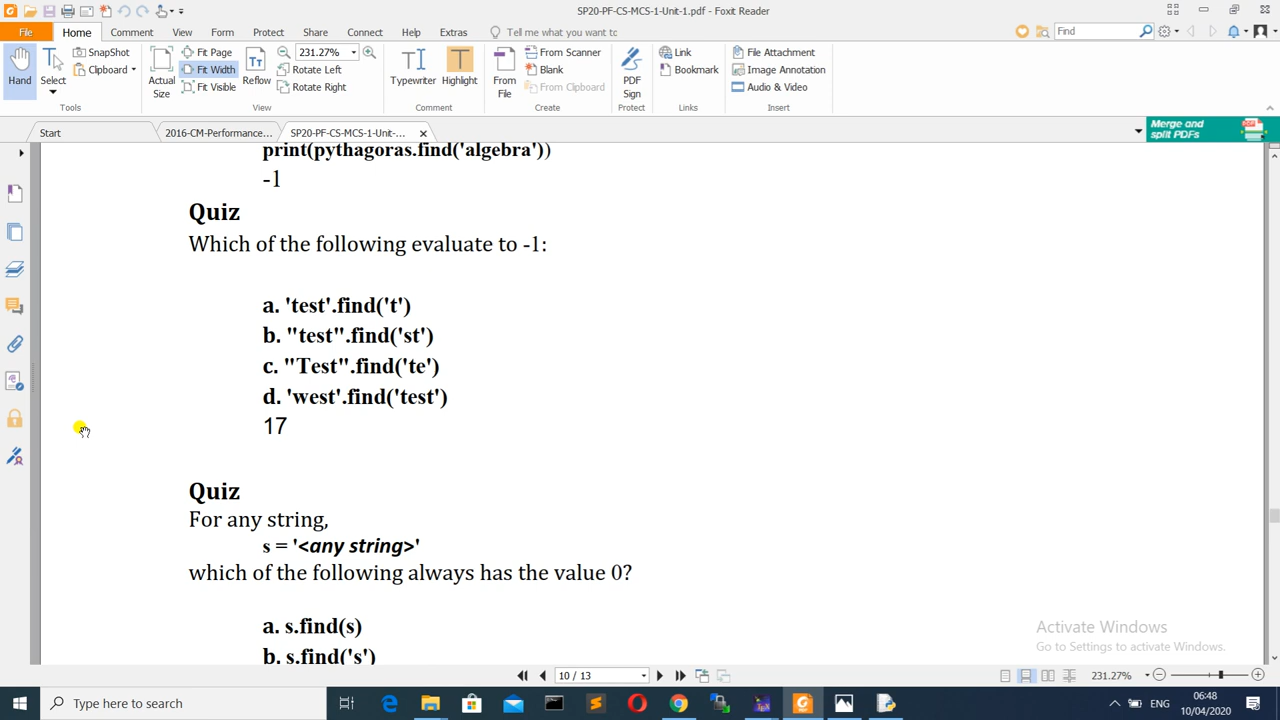 SP20-PF-CS-MCS-1-Unit-1.pdf - Foxit Reader
File Home Comment View Form Protect Share Connect Help Extras Tell me what you want to Find
Hand Select SnapShot Clipboard Actual Size Fit Page Fit Width Fit Visible Reflow 231.27% Rotate Left Rotate Right Typewriter Highlight From File From Scanner Blank From Clipboard PDF Sign Link Bookmark File Attachment Image Annotation Audio & Video
Tools View Comment Create Protect Links Insert
Start 2016-CM-Performance... SP20-PF-CS-MCS-1-Unit-... Merge and split PDFs
print(pythagoras.find('algebra'))
-1
Quiz
Which of the following evaluate to -1:
a. 'test'.find('t')
b. "test".find('st')
c. "Test".find('te')
d. 'west'.find('test')
17
Quiz
For any string,
s = '<any string>'
which of the following always has the value 0?
a. s.find(s)
b. s.find('s')
Activate Windows
Go to Settings to activate Windows.
10 / 13 231.27%
Type here to search ENG 06:48
10/04/2020